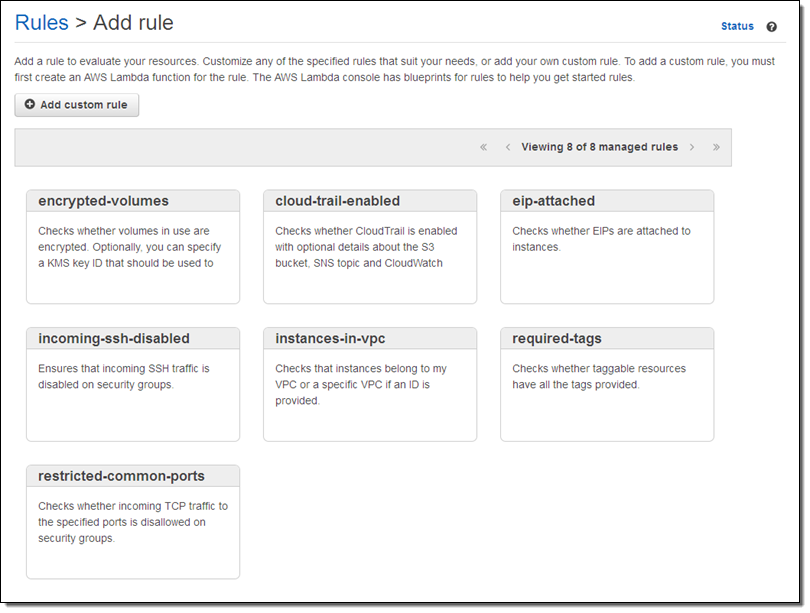 Rules > Add rule
Status
Add a rule to evaluate your resources. Customize any of the specified rules that suit your needs, or add your own custom rule. To add a custom rule, you must
first create an AWS Lambda function for the rule. The AWS Lambda console has blueprints for rules to help you get started rules.
Add custom rule
« ‹ Viewing 8 of 8 managed rules › »
encrypted-volumes
Checks whether volumes in use are
encrypted. Optionally, you can specify
a KMS key ID that should be used to
cloud-trail-enabled
Checks whether CloudTrail is enabled
with optional details about the S3
bucket, SNS topic and CloudWatch
eip-attached
Checks whether EIPs are attached to
instances.
incoming-ssh-disabled
Ensures that incoming SSH traffic is
disabled on security groups.
instances-in-vpc
Checks that instances belong to my
VPC or a specific VPC if an ID is
provided.
required-tags
Checks whether taggable resources
have all the tags provided.
restricted-common-ports
Checks whether incoming TCP traffic to
the specified ports is disallowed on
security groups.